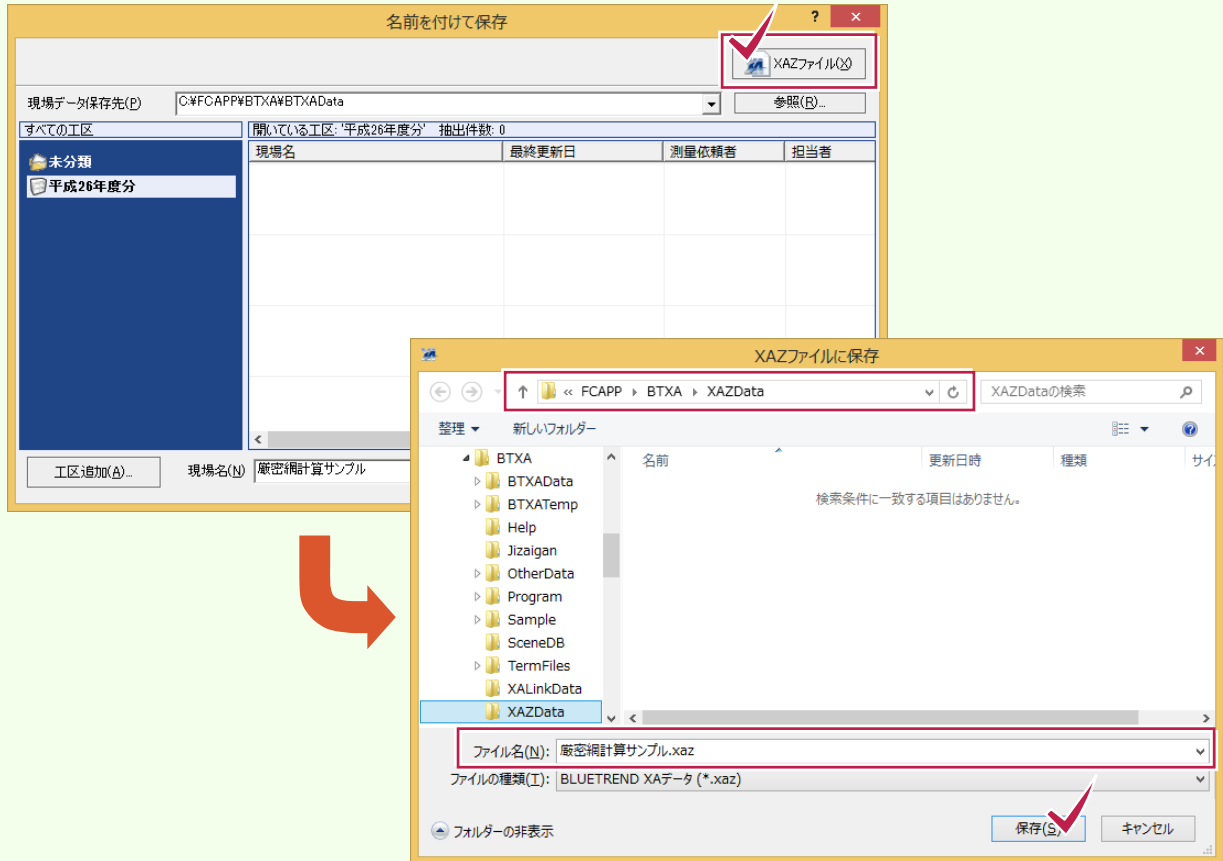 名前を付けて保存
?
×
XAZファイル(X)
現場データ保存先(P)
C:¥FCAPP¥BTXA¥BTXAData
参照(R)...
すべての工区
開いている工区: '平成26年度分' 抽出件数: 0
現場名 最終更新日 測量依頼者 担当者
未分類
平成26年度分
工区追加(A)...
現場名(N)
厳密網計算サンプル
XAZファイルに保存
×
« FCAPP BTXA XAZData
XAZDataの検索
整理
新しいフォルダー
?
BTXA
BTXAData
BTXATemp
Help
Jizaigan
OtherData
Program
Sample
SceneDB
TermFiles
XALinkData
XAZData
名前 更新日時 種類 サイ
検索条件に一致する項目はありません。
ファイル名(N): 厳密網計算サンプル.xaz
ファイルの種類(T): BLUETREND XAデータ (*.xaz)
フォルダーの非表示
保存(S)
キャンセル